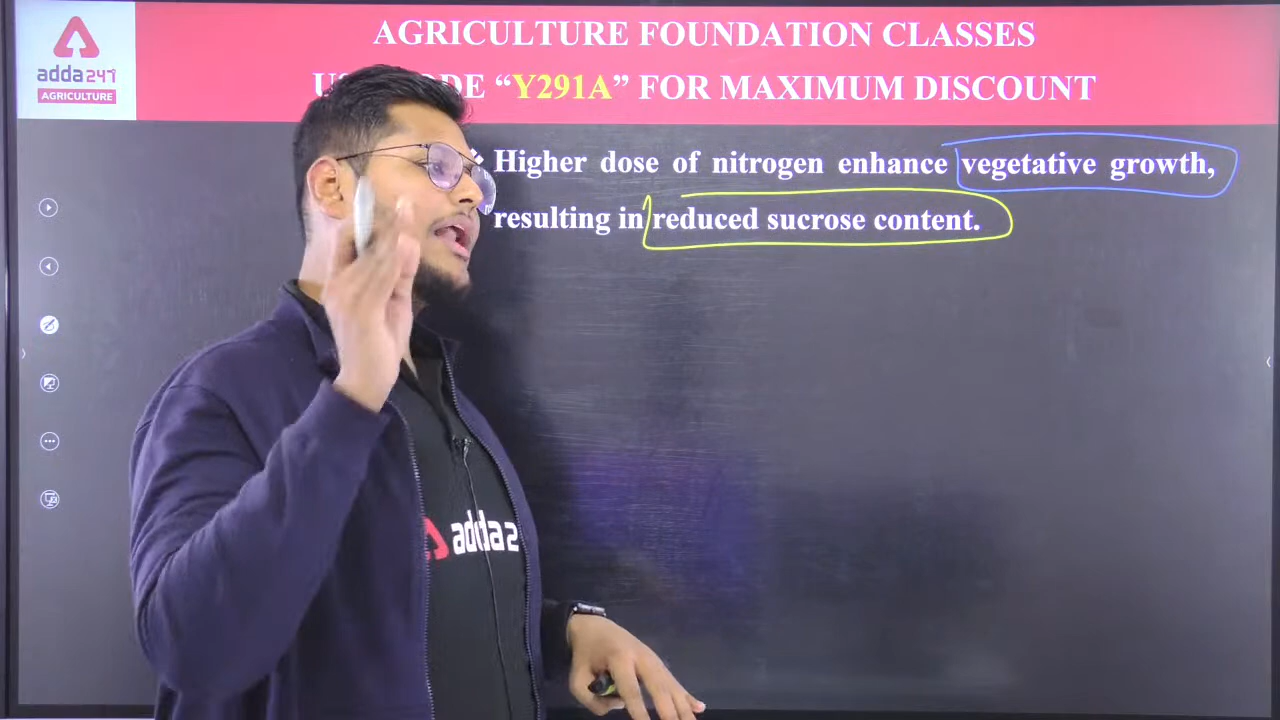 AGRICULTURE FOUNDATION CLASSES
adda247
AGRICULTURE
“Y291A” FOR MAXIMUM DISCOUNT
Higher dose of nitrogen enhance vegetative growth,
resulting in reduced sucrose content.
adda2